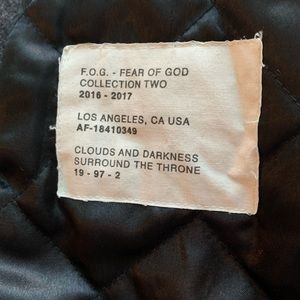 F.O.G. - FEAR OF GOD
COLLECTION TWO
2016 - 2017
LOS ANGELES, CA USA
AF-18410349
CLOUDS AND DARKNESS
SURROUND THE THRONE
19 - 97 - 2